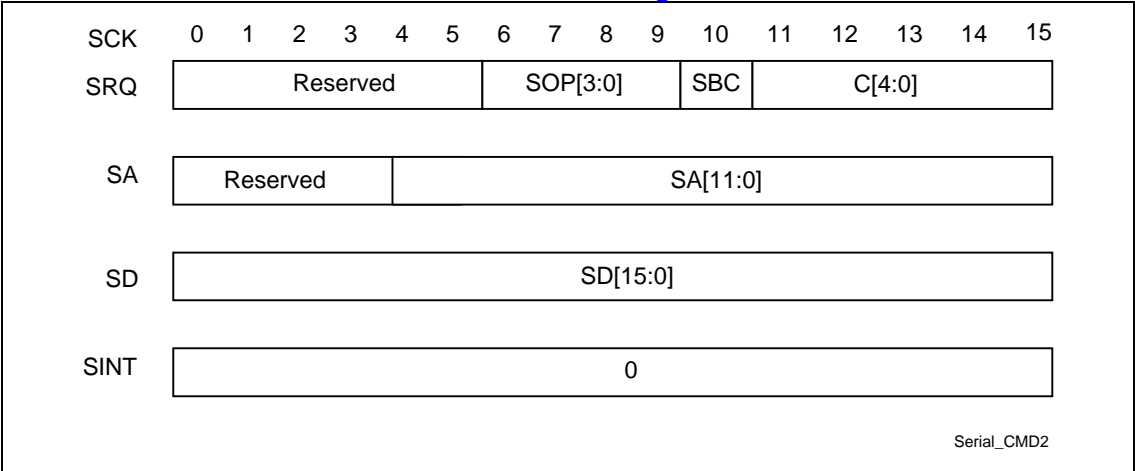 SCK 0 1 2 3 4 5 6 7 8 9 10 11 12 13 14 15
SRQ Reserved SOP[3:0] SBC C[4:0]
SA Reserved SA[11:0]
SD SD[15:0]
SINT 0
Serial_CMD2